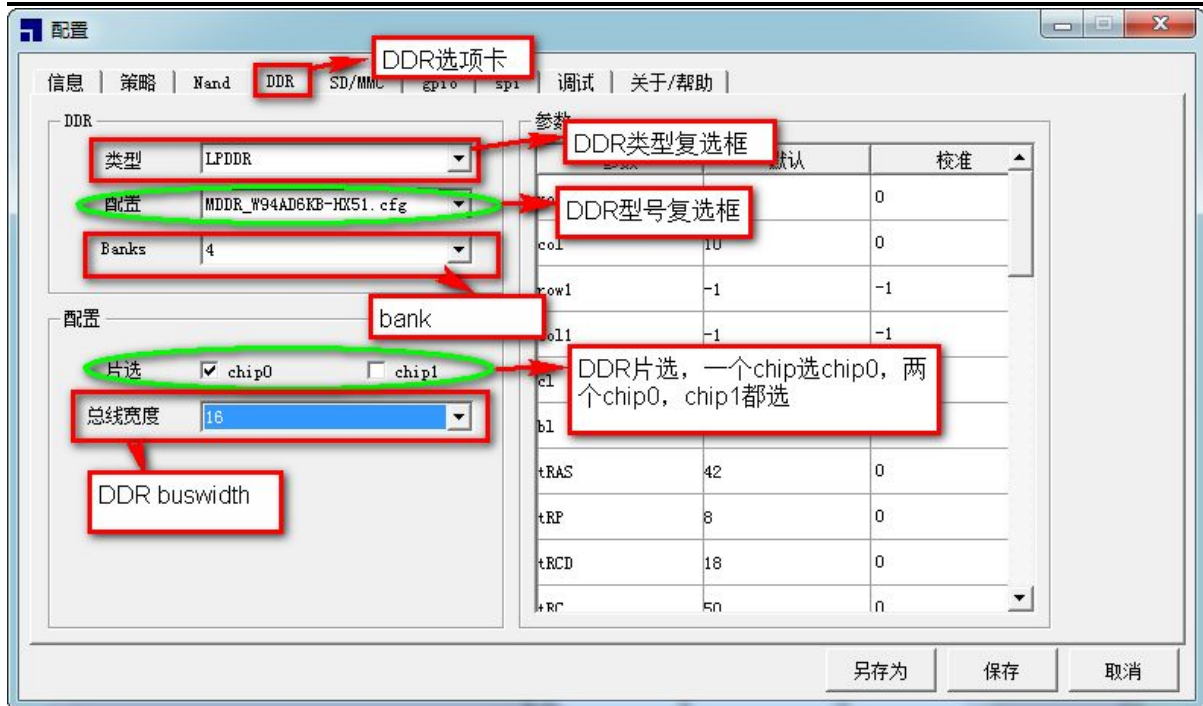 配置
DDR选项卡
信息
策略
Nand
DDR
SD/MMC
gpio
spi
调试
关于/帮助
DDR
类型
LPDDR
配置
MDDR_W94AD6KB-HX51.cfg
Banks
4
bank
配置
片选
chip0
chip1
总线宽度
16
DDR buswidth
参数
DDR类型复选框
默认
校准
DDR型号复选框
0
col
10
0
row1
-1
-1
col1
-1
-1
DDR片选，一个chip选chip0，两
个chip0，chip1都选
cl
bl
tRAS
42
0
tRP
8
0
tRCD
18
0
tRC
50
0
另存为
保存
取消